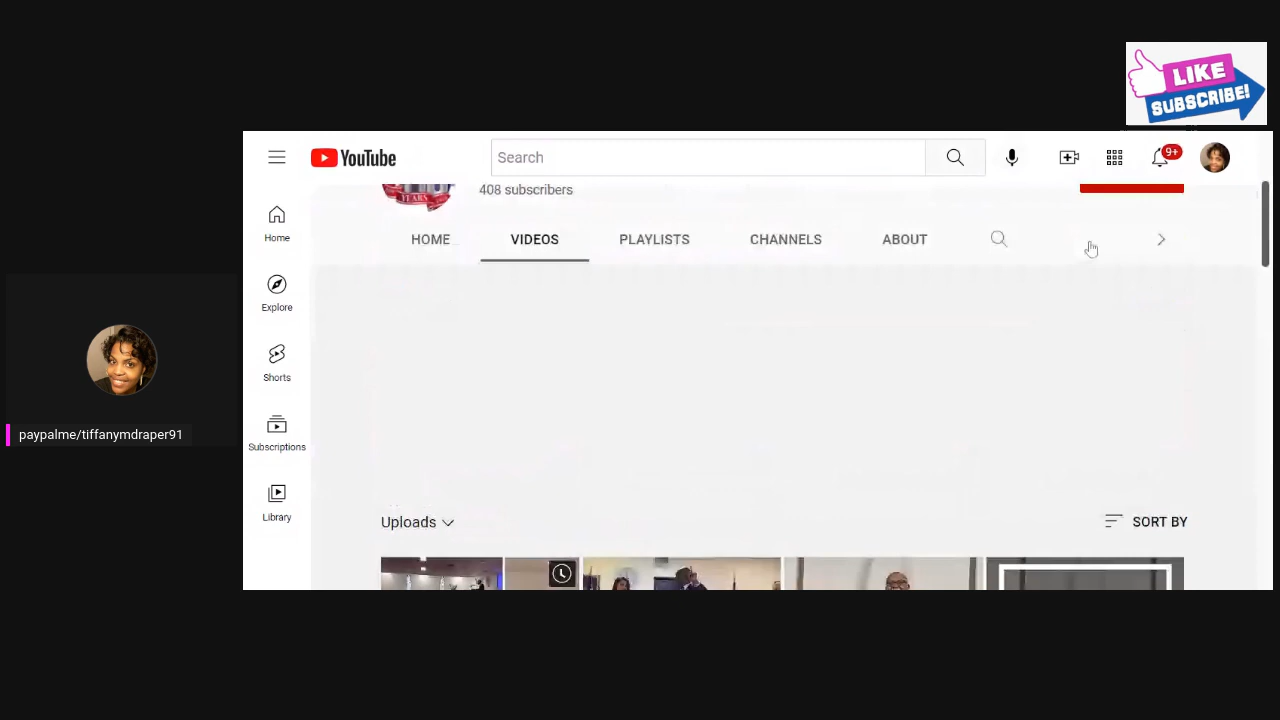 LIKE
SUBSCRIBE!
YouTube
Search
9+
YEARS
408 subscribers
Home
HOME
VIDEOS
PLAYLISTS
CHANNELS
ABOUT
Explore
Shorts
paypalme/tiffanymdraper91
Subscriptions
Library
Uploads
SORT BY